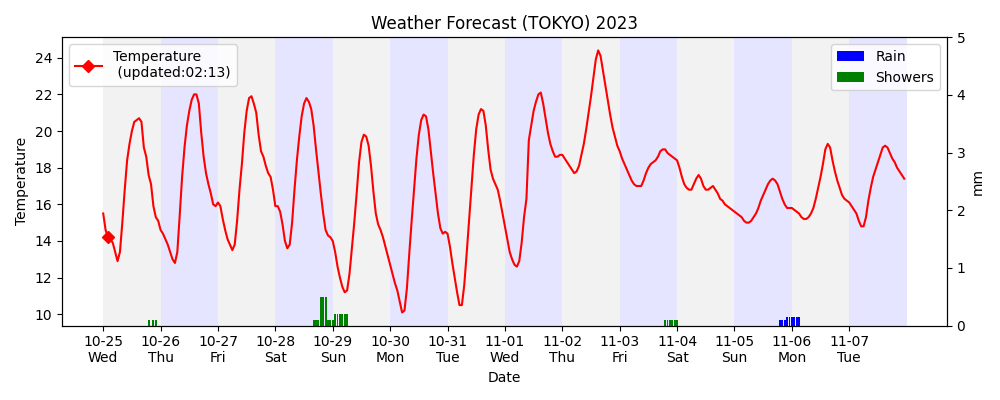 Weather Forecast (TOKYO) 2023
Temperature
(updated:02:13)
Rain
Showers
Temperature
24
22
20
18
16
14
12
10
5
4
3
2
1
0
mm
10-25 10-26 10-27 10-28 10-29 10-30 10-31 11-01 11-02 11-03 11-04 11-05 11-06 11-07
Wed Thu Fri Sat Sun Mon Tue Wed Thu Fri Sat Sun Mon Tue
Date